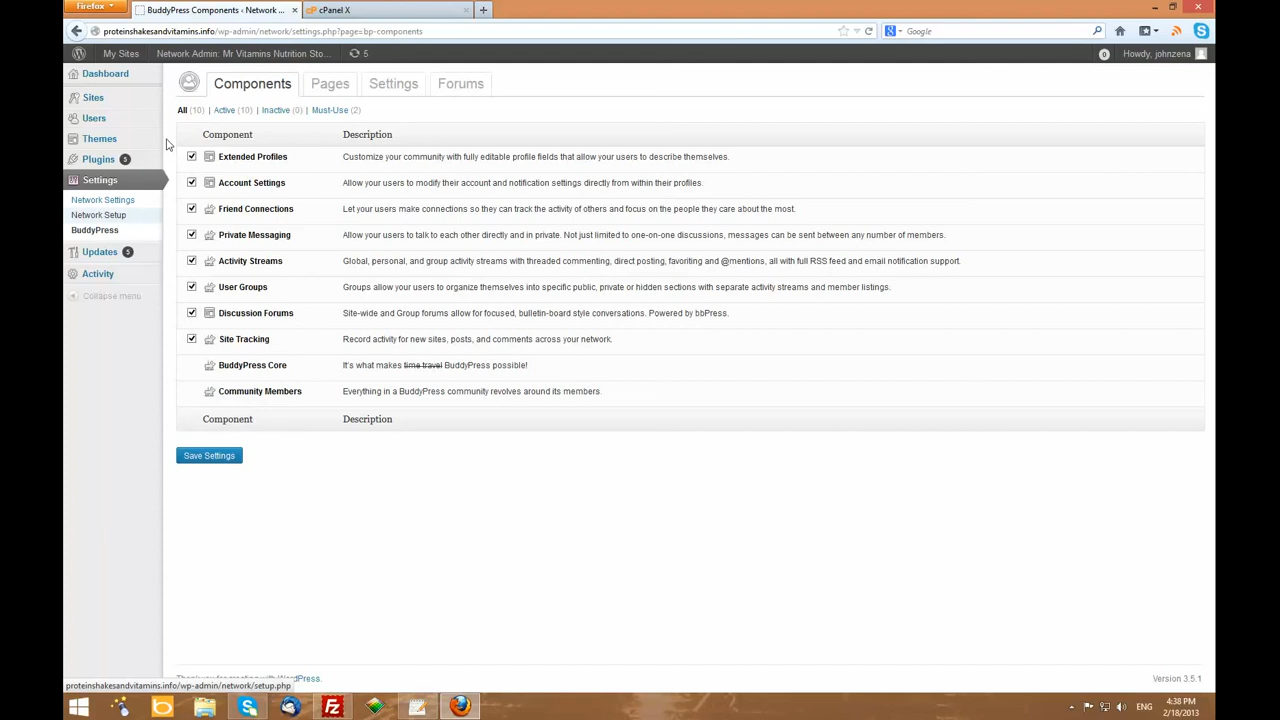 Firefox
BuddyPress Components ‹ Network ...
cPanel X
proteinshakesandvitamins.info/wp-admin/network/settings.php?page=bp-components
Google
My Sites
Network Admin: Mr Vitamins Nutrition Sto...
5
0
Howdy, johnzena
Dashboard
Sites
Users
Themes
Plugins 5
Settings
Network Settings
Network Setup
BuddyPress
Updates 5
Activity
Collapse menu
Components
Pages
Settings
Forums
All (10) | Active (10) | Inactive (0) | Must-Use (2)
Component Description
Extended Profiles Customize your community with fully editable profile fields that allow your users to describe themselves.
Account Settings Allow your users to modify their account and notification settings directly from within their profiles.
Friend Connections Let your users make connections so they can track the activity of others and focus on the people they care about the most.
Private Messaging Allow your users to talk to each other directly and in private. Not just limited to one-on-one discussions, messages can be sent between any number of members.
Activity Streams Global, personal, and group activity streams with threaded commenting, direct posting, favoriting and @mentions, all with full RSS feed and email notification support.
User Groups Groups allow your users to organize themselves into specific public, private or hidden sections with separate activity streams and member listings.
Discussion Forums Site-wide and Group forums allow for focused, bulletin-board style conversations. Powered by bbPress.
Site Tracking Record activity for new sites, posts, and comments across your network.
BuddyPress Core It's what makes time travel BuddyPress possible!
Community Members Everything in a BuddyPress community revolves around its members.
Component Description
Save Settings
Thank you for creating with WordPress.
Version 3.5.1
proteinshakesandvitamins.info/wp-admin/network/setup.php
ENG
4:38 PM
2/18/2013